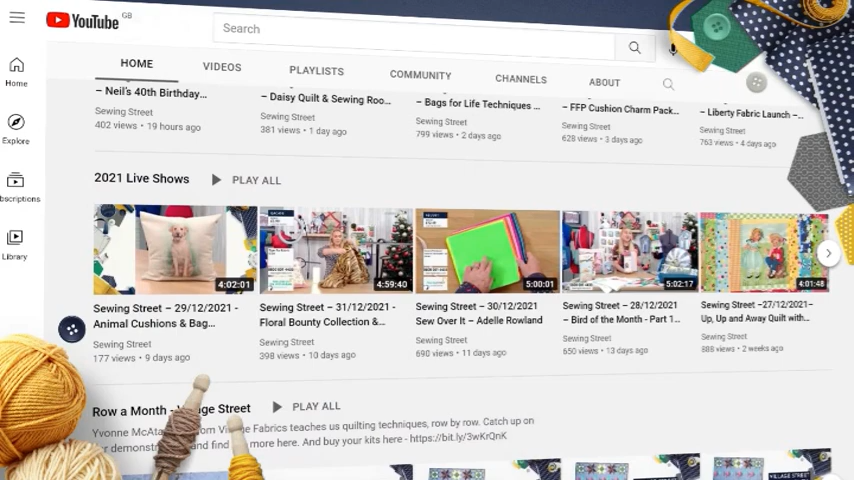 YouTube GB
Search
HOME VIDEOS PLAYLISTS COMMUNITY CHANNELS ABOUT
Home
Explore
bscriptions
Library
– Neil's 40th Birthday...
Sewing Street
402 views • 19 hours ago
– Daisy Quilt & Sewing Roo...
Sewing Street
381 views • 1 day ago
– Bags for Life Techniques ...
Sewing Street
799 views • 2 days ago
– FFP Cushion Charm Pack...
Sewing Street
628 views • 3 days ago
– Liberty Fabric Launch –...
Sewing Street
763 views • 4 days ago
2021 Live Shows PLAY ALL
4:02:01
Sewing Street – 29/12/2021 -
Animal Cushions & Bag...
Sewing Street
177 views • 9 days ago
4:59:40
Sewing Street – 31/12/2021 -
Floral Bounty Collection &...
Sewing Street
398 views • 10 days ago
5:00:01
Sewing Street – 30/12/2021
Sew Over It – Adelle Rowland
Sewing Street
690 views • 11 days ago
5:02:17
Sewing Street – 28/12/2021
– Bird of the Month - Part 1...
Sewing Street
650 views • 13 days ago
4:01:48
Sewing Street –27/12/2021–
Up, Up and Away Quilt with...
Sewing Street
888 views • 2 weeks ago
Row a Month - Village Street PLAY ALL
Yvonne from Village Fabrics teaches us quilting techniques, row by row. Catch up on
demonstra and find more here. And buy your kits here - https://bit.ly/3wKrQnK
VILLAGE STREET